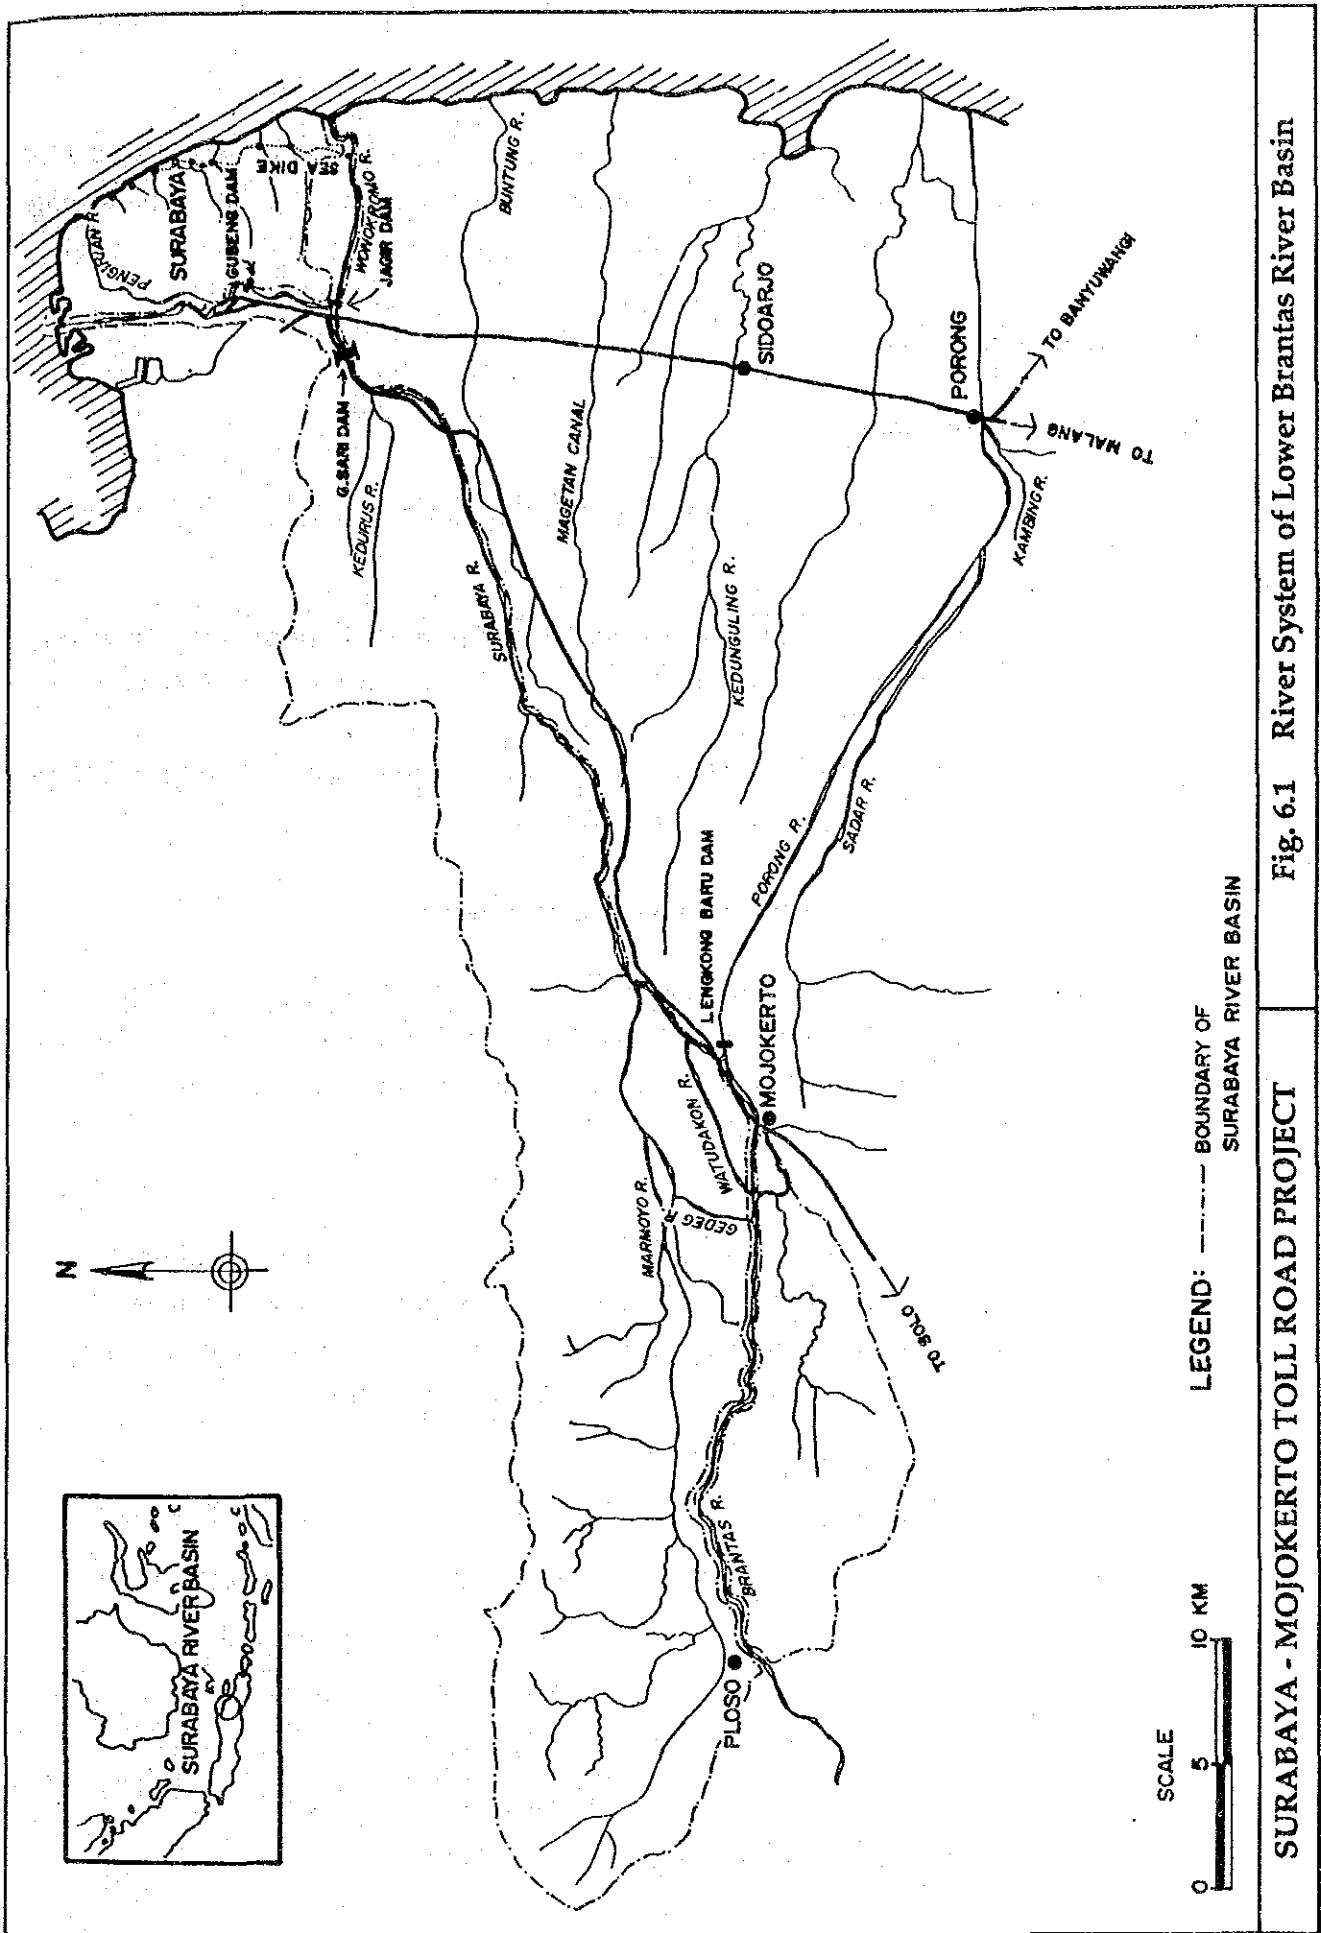 N
SURABAYA RIVER BASIN
PENGIRIAN R.
SURABAYA
GUBENG DAM
SEA DIKE
WONOKROMO R.
JAGIR DAM
G.SARI DAM
KEDURUS R.
BUNTUNG R.
SURABAYA R.
MAGETAN CANAL
SIDOARJO
KEDUNGULING R.
PORONG
TO BANYUWANGI
TO MALANG
KAMBING R.
PORONG R.
SADAR R.
LENGKONG BARU DAM
MOJOKERTO
WATUDAKON R.
MARMOYO R.
GEDEG R.
TO SOLO
BRANTAS R.
PLOSO
SCALE
0 5 10 KM
LEGEND: BOUNDARY OF
SURABAYA RIVER BASIN
SURABAYA - MOJOKERTO TOLL ROAD PROJECT
Fig. 6.1 River System of Lower Brantas River Basin